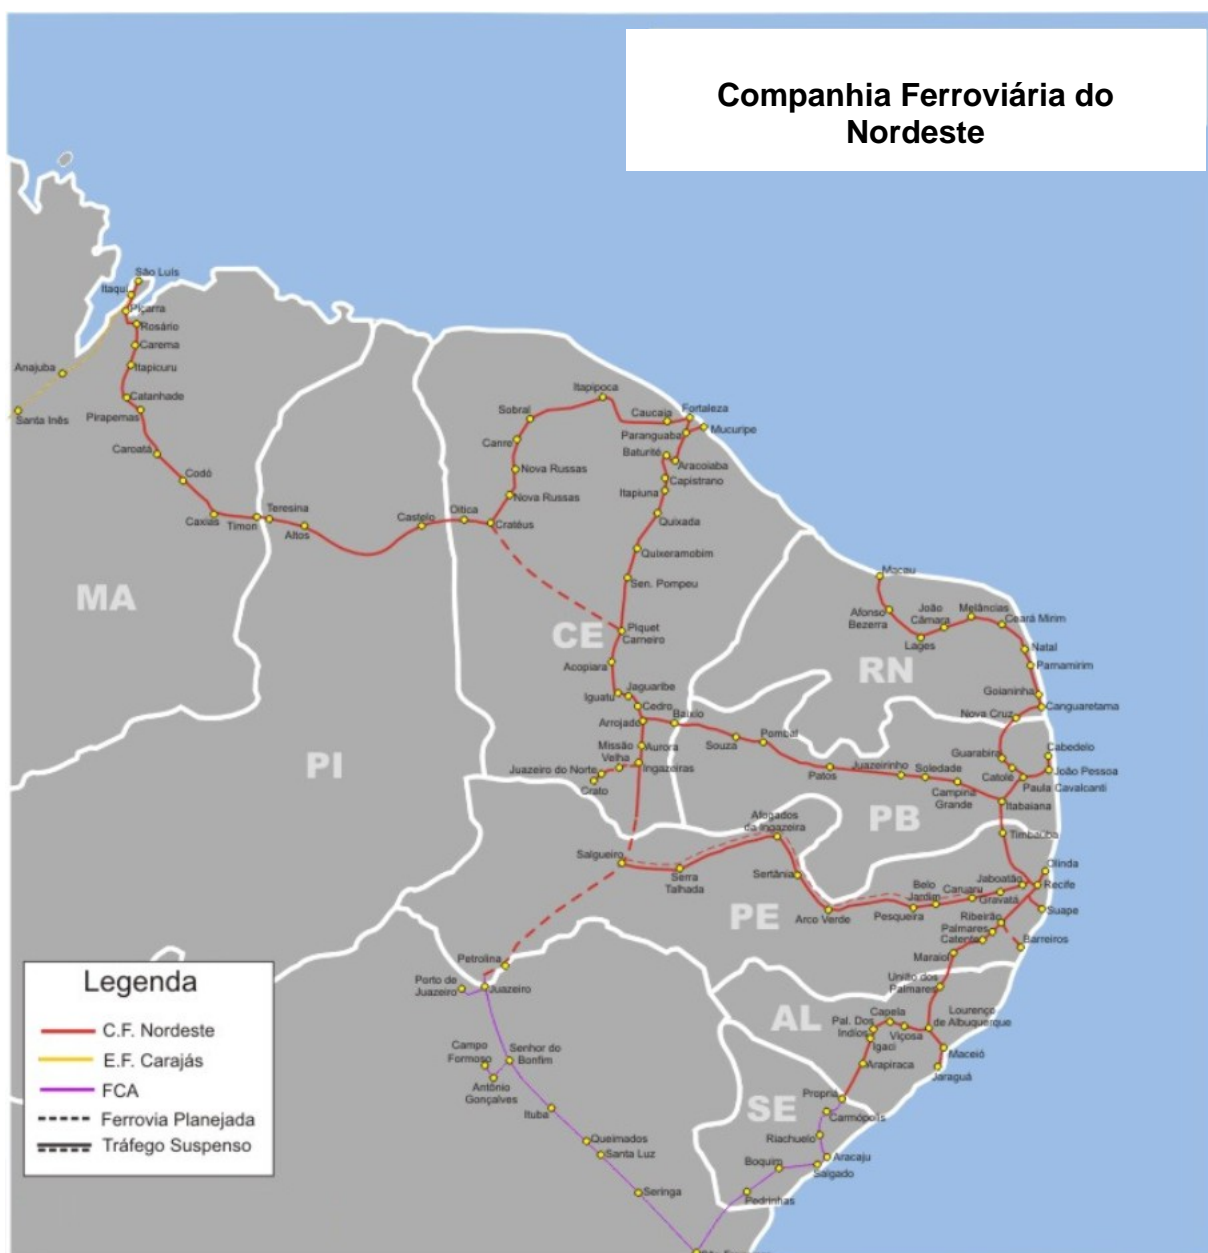 Companhia Ferroviária do
Nordeste
São Luís
Itaqui
Piçarra
Rosário
Carema
Anajuba
Itapicuru
Catanhade
Santa Inês
Pirapemas
Caroatá
Codó
Caxias
Timon
Teresina
Altos
Castelo
Oitica
Cratéus
Nova Russas
Nova Russas
Canre
Sobral
Itapipoca
Caucaia
Fortaleza
Mucuripe
Paranguaba
Baturité
Aracoiaba
Capistrano
Itapiuna
Quixada
Quixeramobim
Sen. Pompeu
Piquet
Carneiro
Acopiara
Iguatu
Jaguaribe
Cedro
Arrojado
Baixio
Missão
Velha
Aurora
Ingazeiras
Juazeiro do Norte
Crato
Souza
Pombal
Patos
Juazeirinho
Soledade
Campina
Grande
Macau
Afonso
Bezerra
Lages
João
Câmara
Melâncias
Ceará Mirim
Natal
Parnamirim
Goianinha
Canguaretama
Nova Cruz
Guarabira
Cabedelo
João Pessoa
Catolé
Paula Cavalcanti
Itabaiana
Timbaúba
MA
PI
CE
RN
PB
PE
AL
SE
Afogados
da Ingazeira
Salgueiro
Serra
Talhada
Sertânia
Arco Verde
Pesqueira
Belo
Jardim
Caruaru
Gravatá
Jaboatão
Olinda
Recife
Suape
Ribeirão
Palmares
Catente
Barreiros
Maraiol
União dos
Palmares
Lourenço
de Albuquerque
Capela
Viçosa
Pal. Dos
Indíos
Igaci
Arapiraca
Maceió
Jaraguá
Propriá
Carmópolis
Riachuelo
Aracaju
Salgado
Boquim
Pedrinhas
Petrolina
Porto de
Juazeiro
Juazeiro
Senhor do
Bonfim
Campo
Formoso
Antônio
Gonçalves
Ituba
Queimados
Santa Luz
Seringa
Legenda
C.F. Nordeste
E.F. Carajás
FCA
Ferrovia Planejada
Tráfego Suspenso